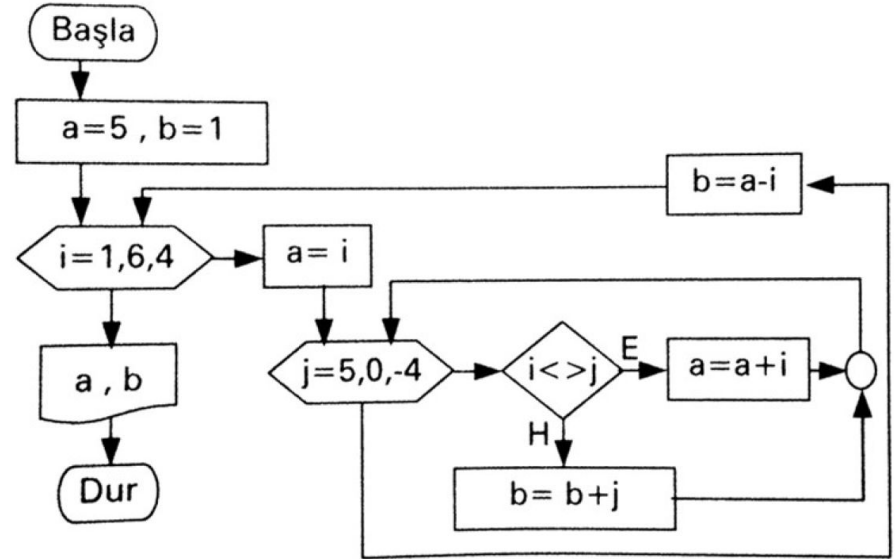 Başla
a=5 , b=1
b=a-i
i=1,6,4
a= i
a , b
j=5,0,-4
i<>j
E
a=a+i
H
b= b+j
Dur